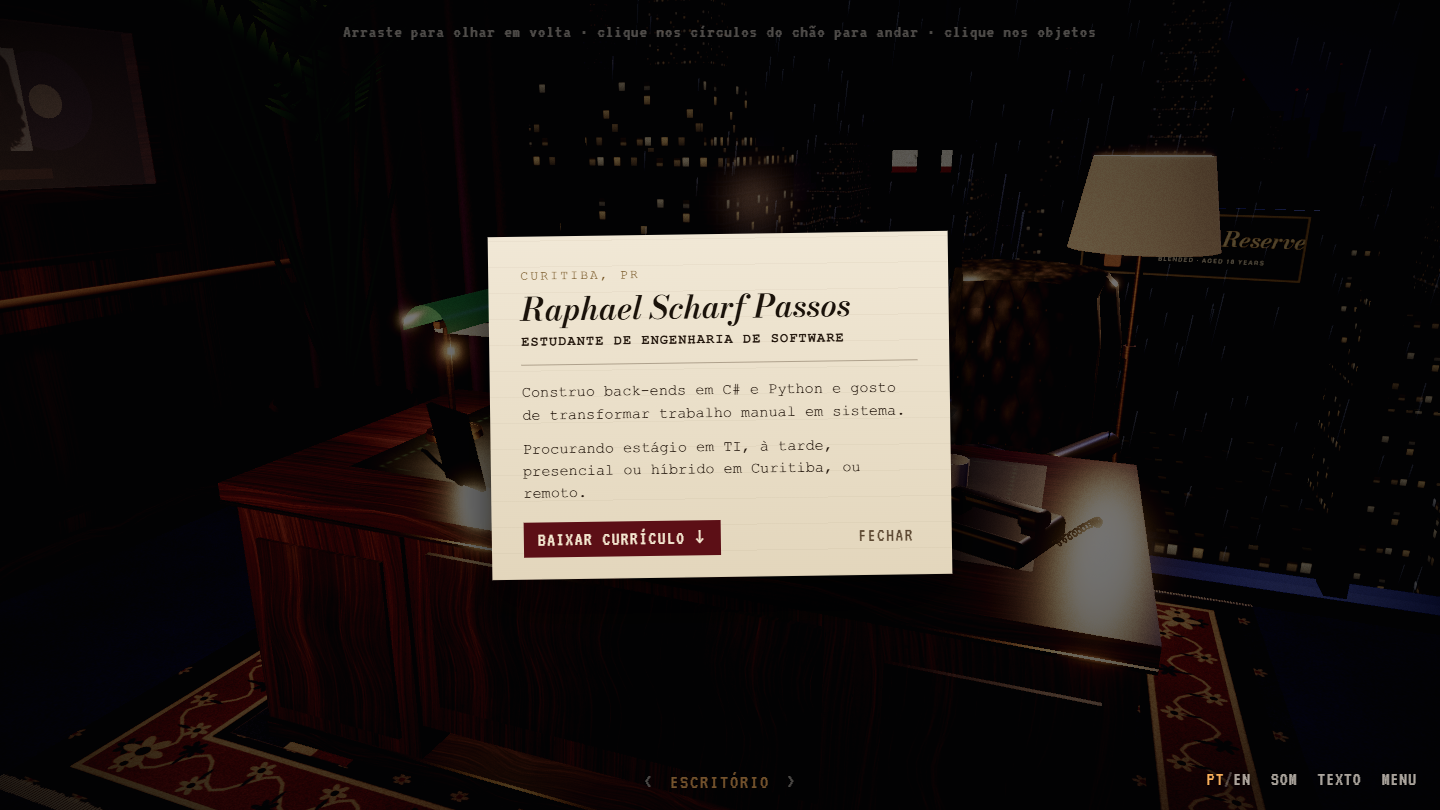 Arraste para olhar em volta · clique nos círculos do chão para andar · clique nos objetos
Reserve
BLENDED · AGED 18 YEARS
CURITIBA, PR
Raphael Scharf Passos
ESTUDANTE DE ENGENHARIA DE SOFTWARE
Construo back-ends em C# e Python e gosto
de transformar trabalho manual em sistema.
Procurando estágio em TI, à tarde,
presencial ou híbrido em Curitiba, ou
remoto.
BAIXAR CURRÍCULO ↓
FECHAR
‹ ESCRITÓRIO ›
PT/EN SOM TEXTO MENU